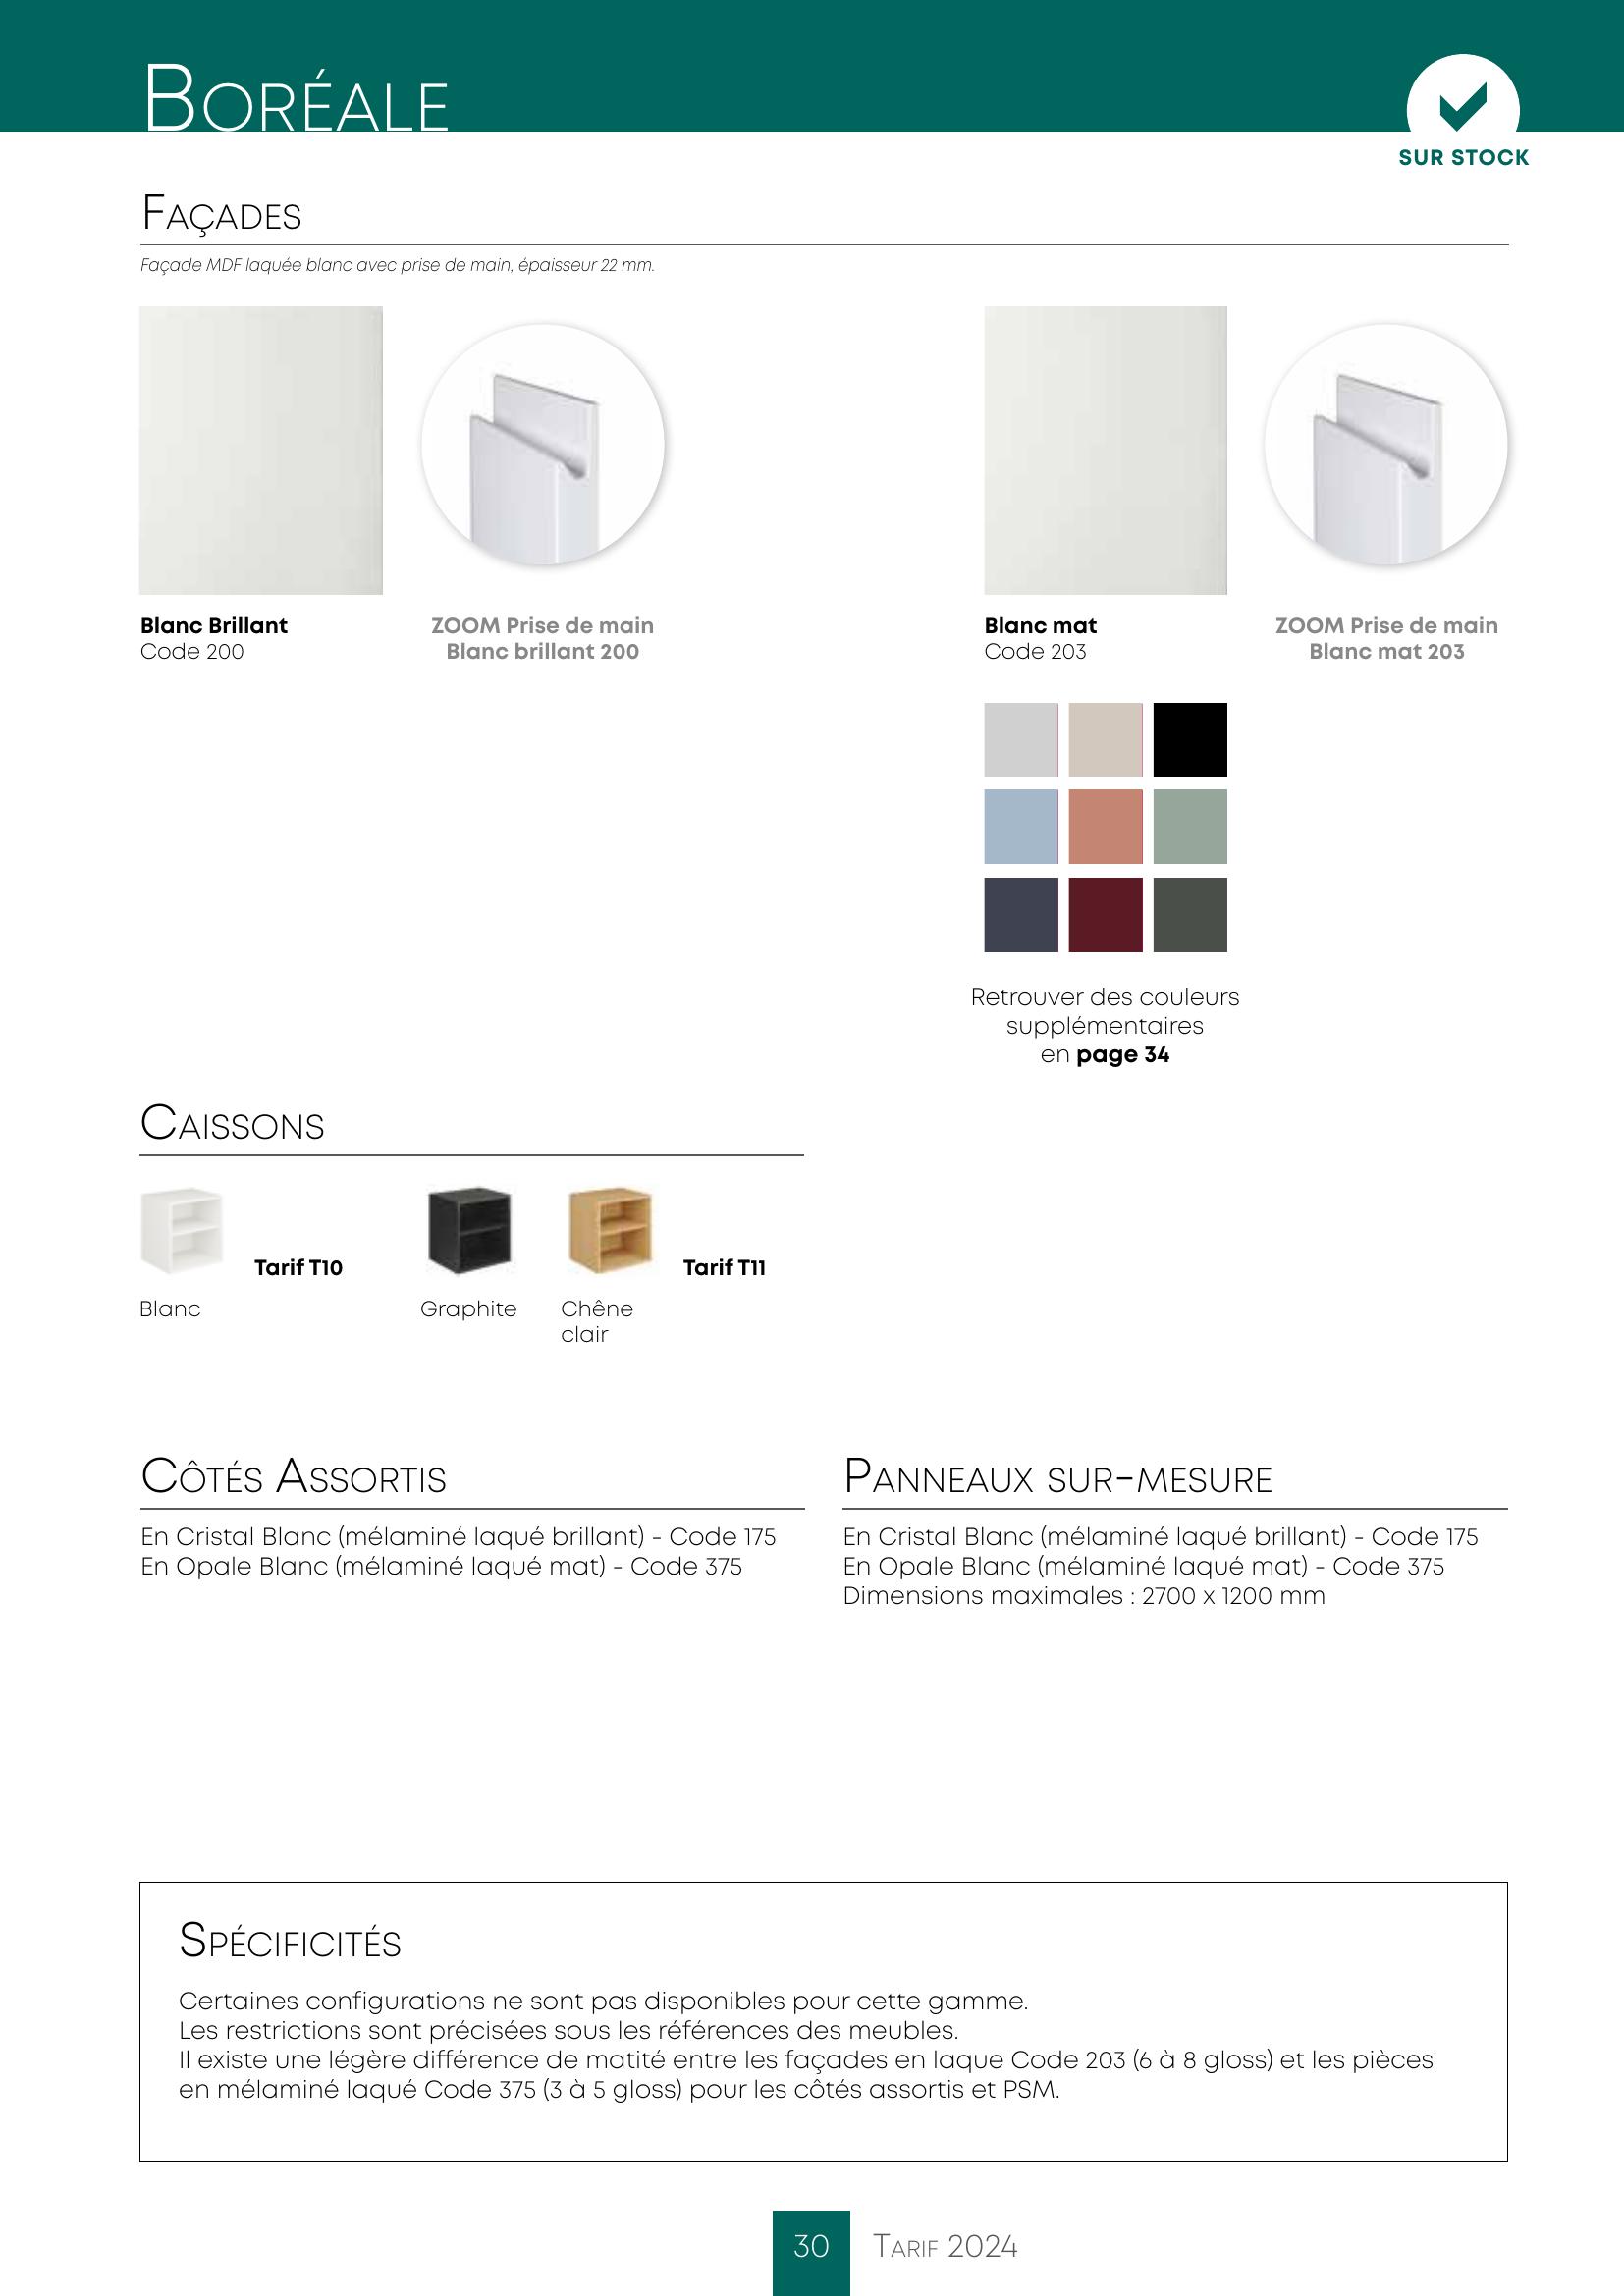 Boréale
SUR STOCK
Façades
Façade MDF laquée blanc avec prise de main, épaisseur 22 mm.
Blanc Brillant
Code 200
ZOOM Prise de main
Blanc brillant 200
Blanc mat
Code 203
ZOOM Prise de main
Blanc mat 203
Retrouver des couleurs
supplémentaires
en page 34
Caissons
Tarif T10
Tarif T11
Blanc
Graphite
Chêne
clair
Côtés Assortis
En Cristal Blanc (mélaminé laqué brillant) - Code 175
En Opale Blanc (mélaminé laqué mat) - Code 375
Panneaux sur-mesure
En Cristal Blanc (mélaminé laqué brillant) - Code 175
En Opale Blanc (mélaminé laqué mat) - Code 375
Dimensions maximales : 2700 x 1200 mm
Spécificités
Certaines configurations ne sont pas disponibles pour cette gamme.
Les restrictions sont précisées sous les références des meubles.
Il existe une légère différence de matité entre les façades en laque Code 203 (6 à 8 gloss) et les pièces
en mélaminé laqué Code 375 (3 à 5 gloss) pour les côtés assortis et PSM.
30 Tarif 2024